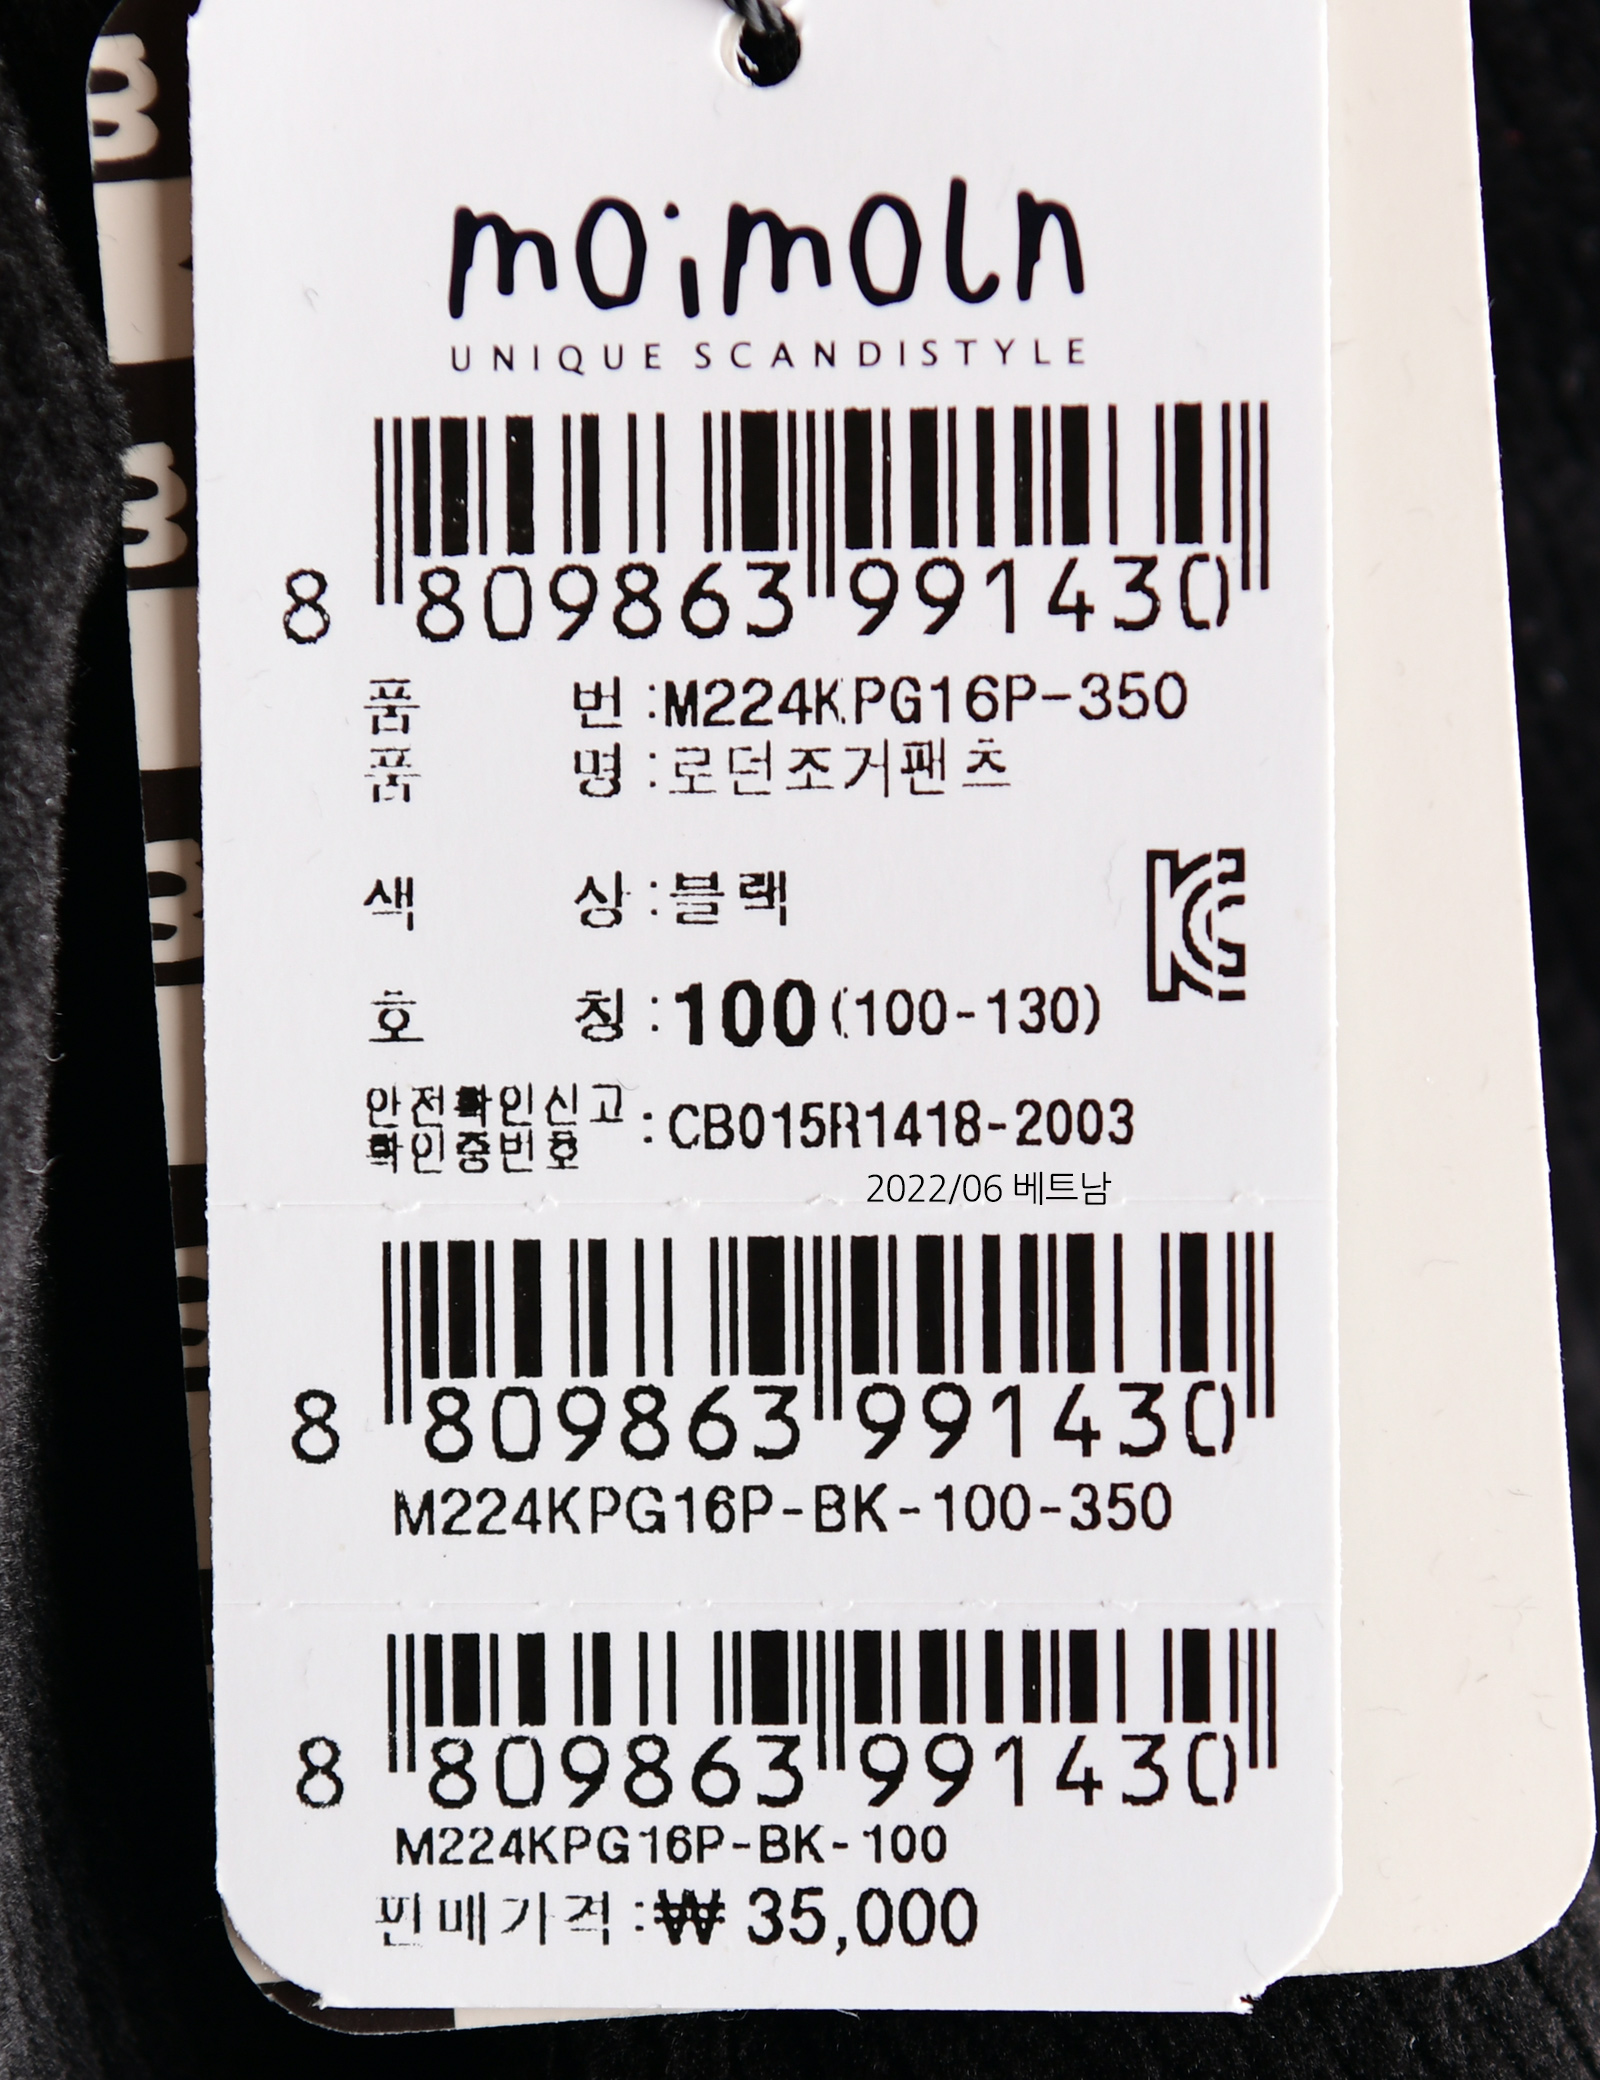 moimoln
UNIQUE SCANDISTYLE
8 809863 991430
품 번 :M224KPG16P-350
품 명 :로던조거팬츠
색 상 :블랙
호 칭 :100(100-130)
안전확인신고
확인증번호 :CB015R1418-2003
2022/06 베트남
8 809863 991430
M224KPG16P-BK-100-350
8 809863 991430
M224KPG16P-BK-100
판매가격:₩ 35,000